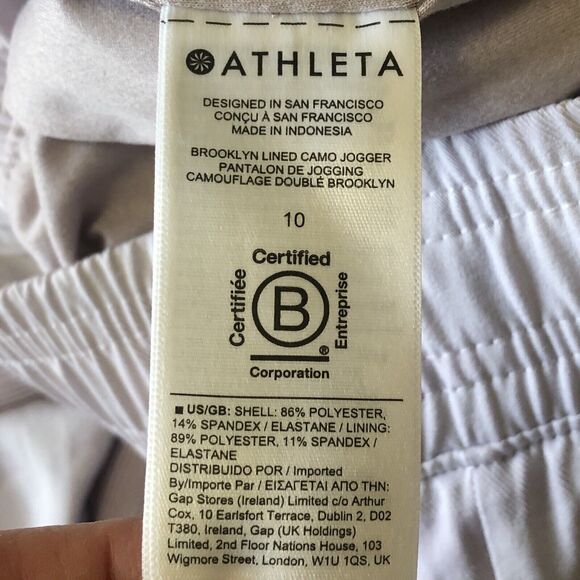 ATHLETA
DESIGNED IN SAN FRANCISCO
CONÇU A SAN FRANCISCO
MADE IN INDONESIA
BROOKLYN LINED CAMO JOGGER
PANTALON DE JOGGING
CAMOUFLAGE DOUBLÉ BROOKLYN
10
Certified
Certifiée
B
Entreprise
®
Corporation
US/GB: SHELL: 86% POLYESTER,
14% SPANDEX / ELASTANE / LINING:
89% POLYESTER, 11% SPANDEX /
ELASTANE
DISTRIBUIDO POR / Imported
By/Importe Par / ΕΙΣΑΓΕΤΑΙ ΑΠΟ ΤΗΝ:
Gap Stores (Ireland) Limited c/o Arthur
Cox, 10 Earlsfort Terrace, Dublin 2, D02
T380, Ireland, Gap (UK Holdings)
Limited, 2nd Floor Nations House, 103
Wigmore Street, London, W1U 1QS, UK